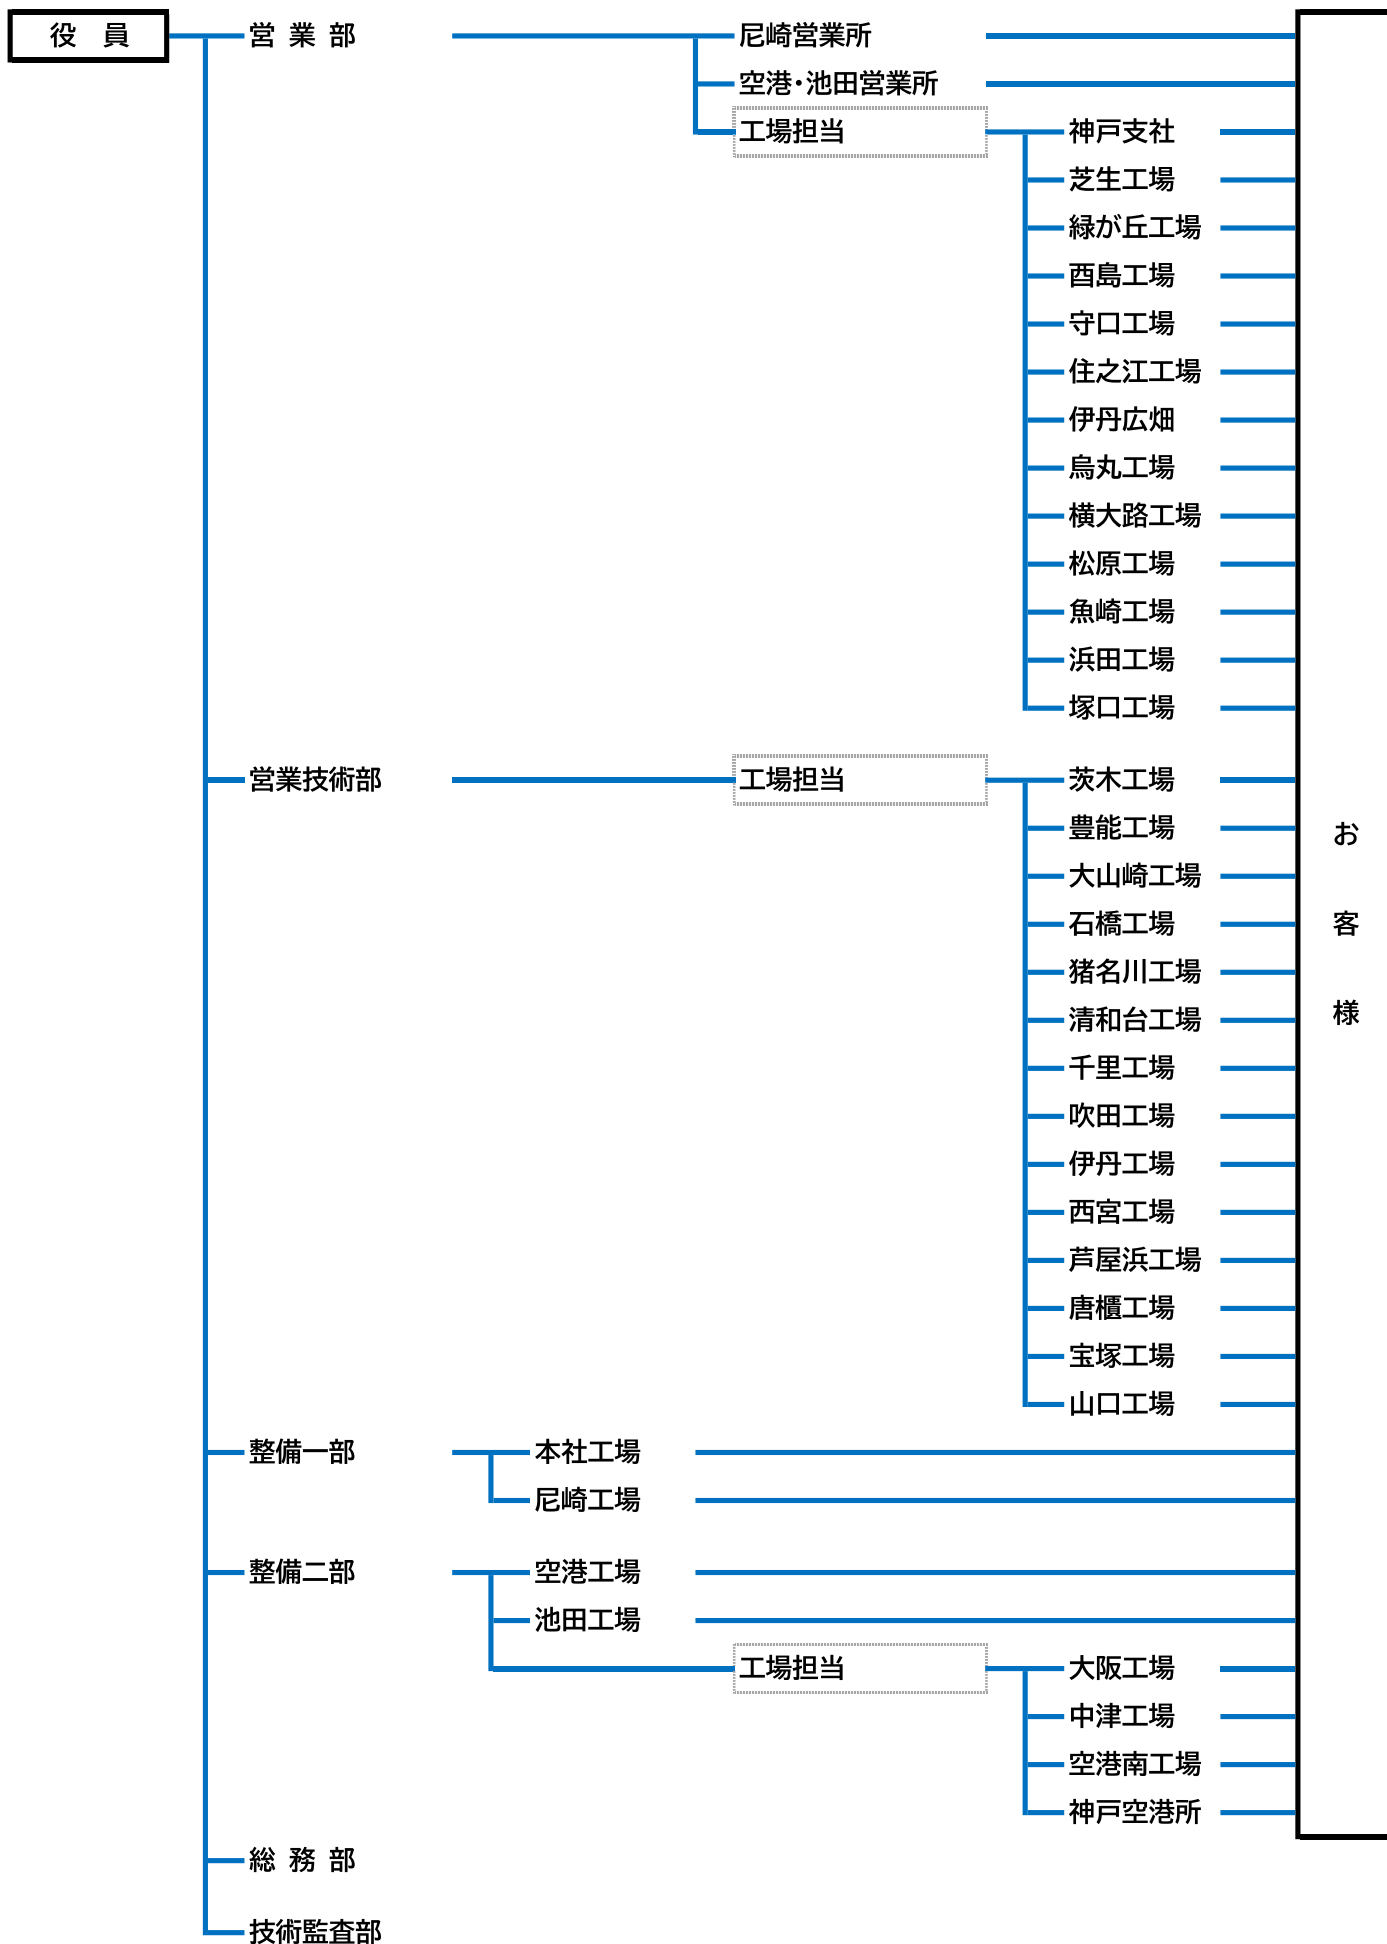 役 員
営 業 部
尼崎営業所
空港・池田営業所
工場担当
神戸支社
芝生工場
緑が丘工場
酉島工場
守口工場
住之江工場
伊丹広畑
烏丸工場
横大路工場
松原工場
魚崎工場
浜田工場
塚口工場
営業技術部
工場担当
茨木工場
豊能工場
大山崎工場
石橋工場
猪名川工場
清和台工場
千里工場
吹田工場
伊丹工場
西宮工場
芦屋浜工場
唐櫃工場
宝塚工場
山口工場
整備一部
本社工場
尼崎工場
整備二部
空港工場
池田工場
工場担当
大阪工場
中津工場
空港南工場
神戸空港所
総 務 部
技術監査部
お客様